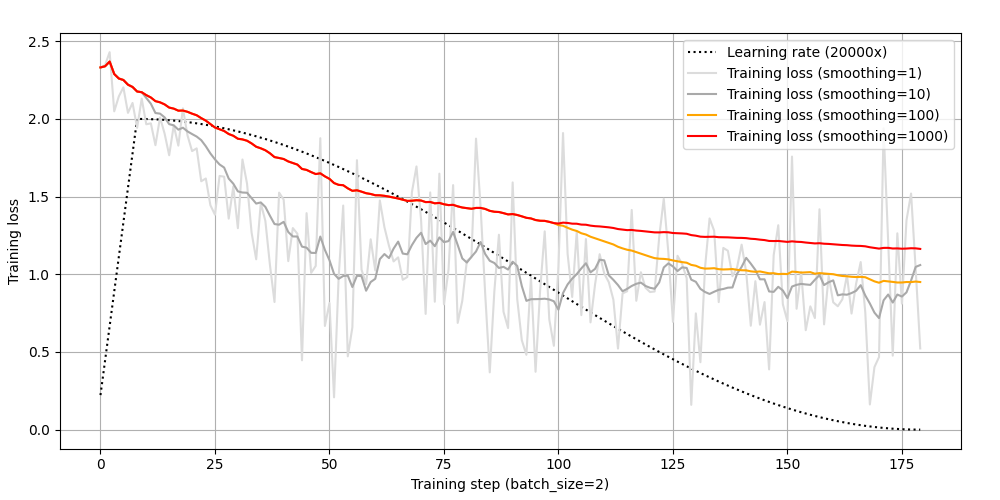 Learning rate (20000x)
Training loss (smoothing=1)
Training loss (smoothing=10)
Training loss (smoothing=100)
Training loss (smoothing=1000)
Training loss
2.5
2.0
1.5
1.0
0.5
0.0
0 25 50 75 100 125 150 175
Training step (batch_size=2)